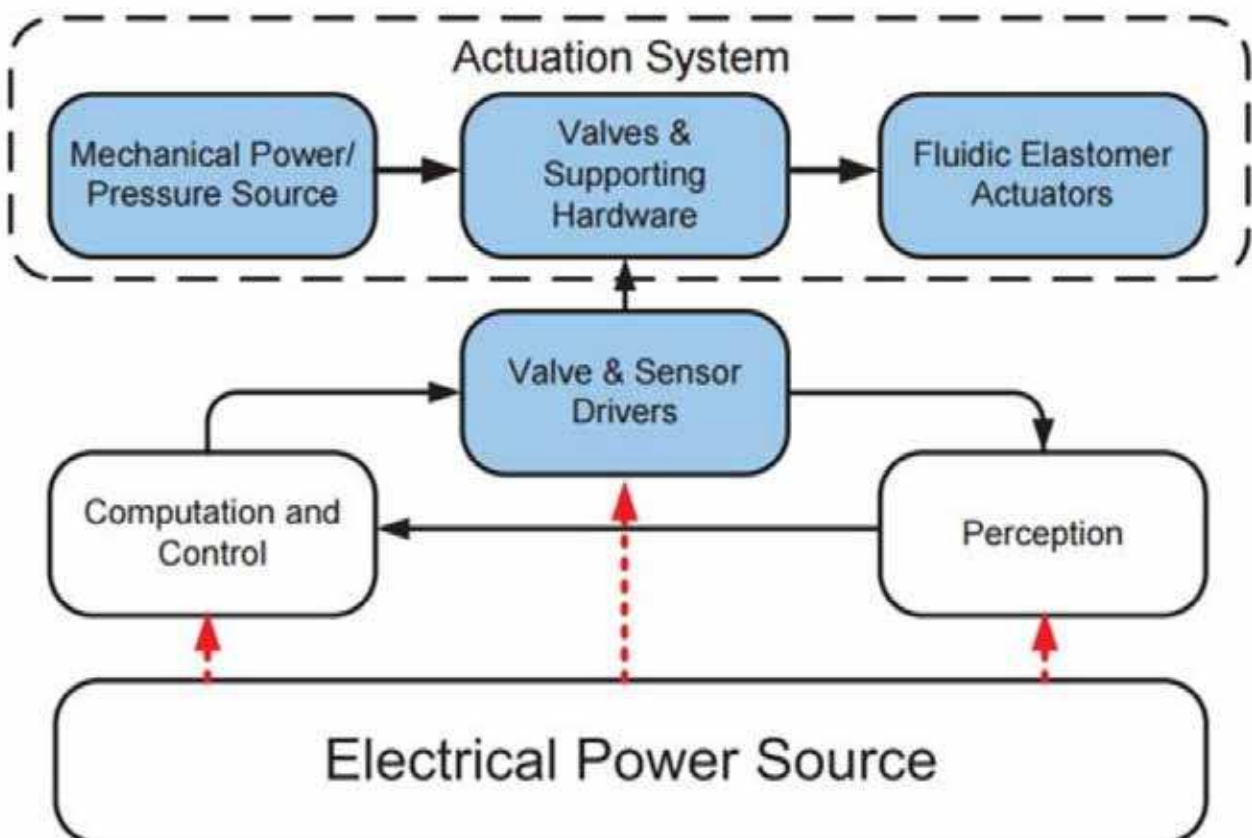 Actuation System
Mechanical Power/
Pressure Source
Valves &
Supporting
Hardware
Fluidic Elastomer
Actuators
Valve & Sensor
Drivers
Computation and
Control
Perception
Electrical Power Source